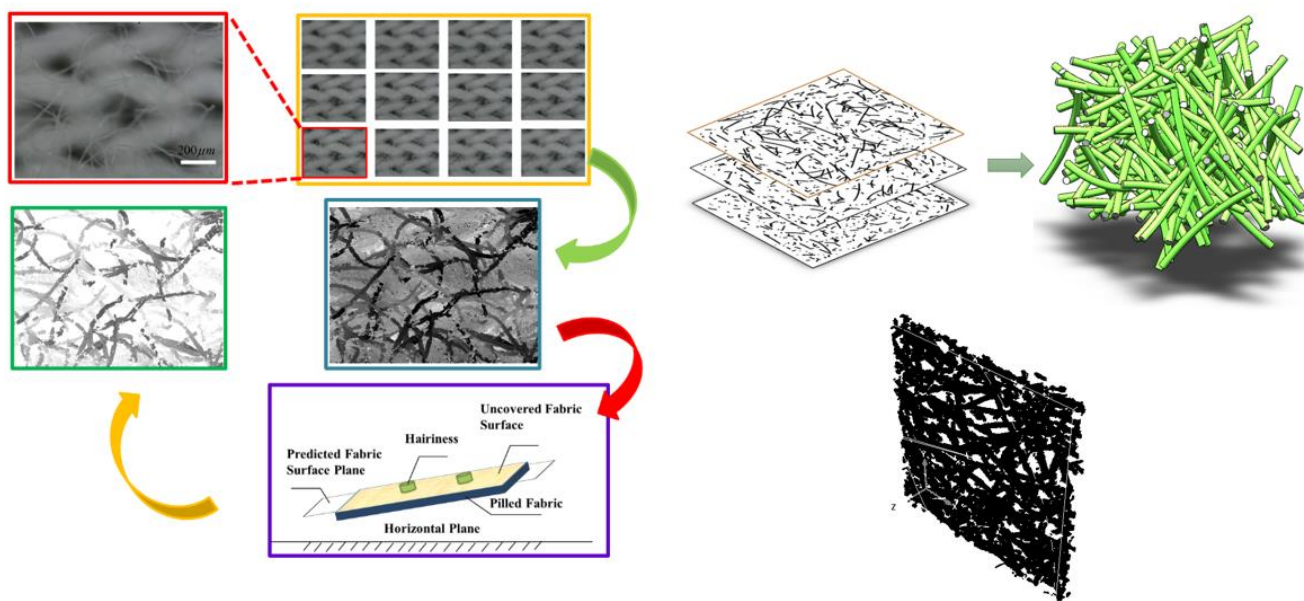 200μm
Uncovered Fabric
Surface
Hairiness
Predicted Fabric
Surface Plane
Pilled Fabric
Horizontal Plane
Z